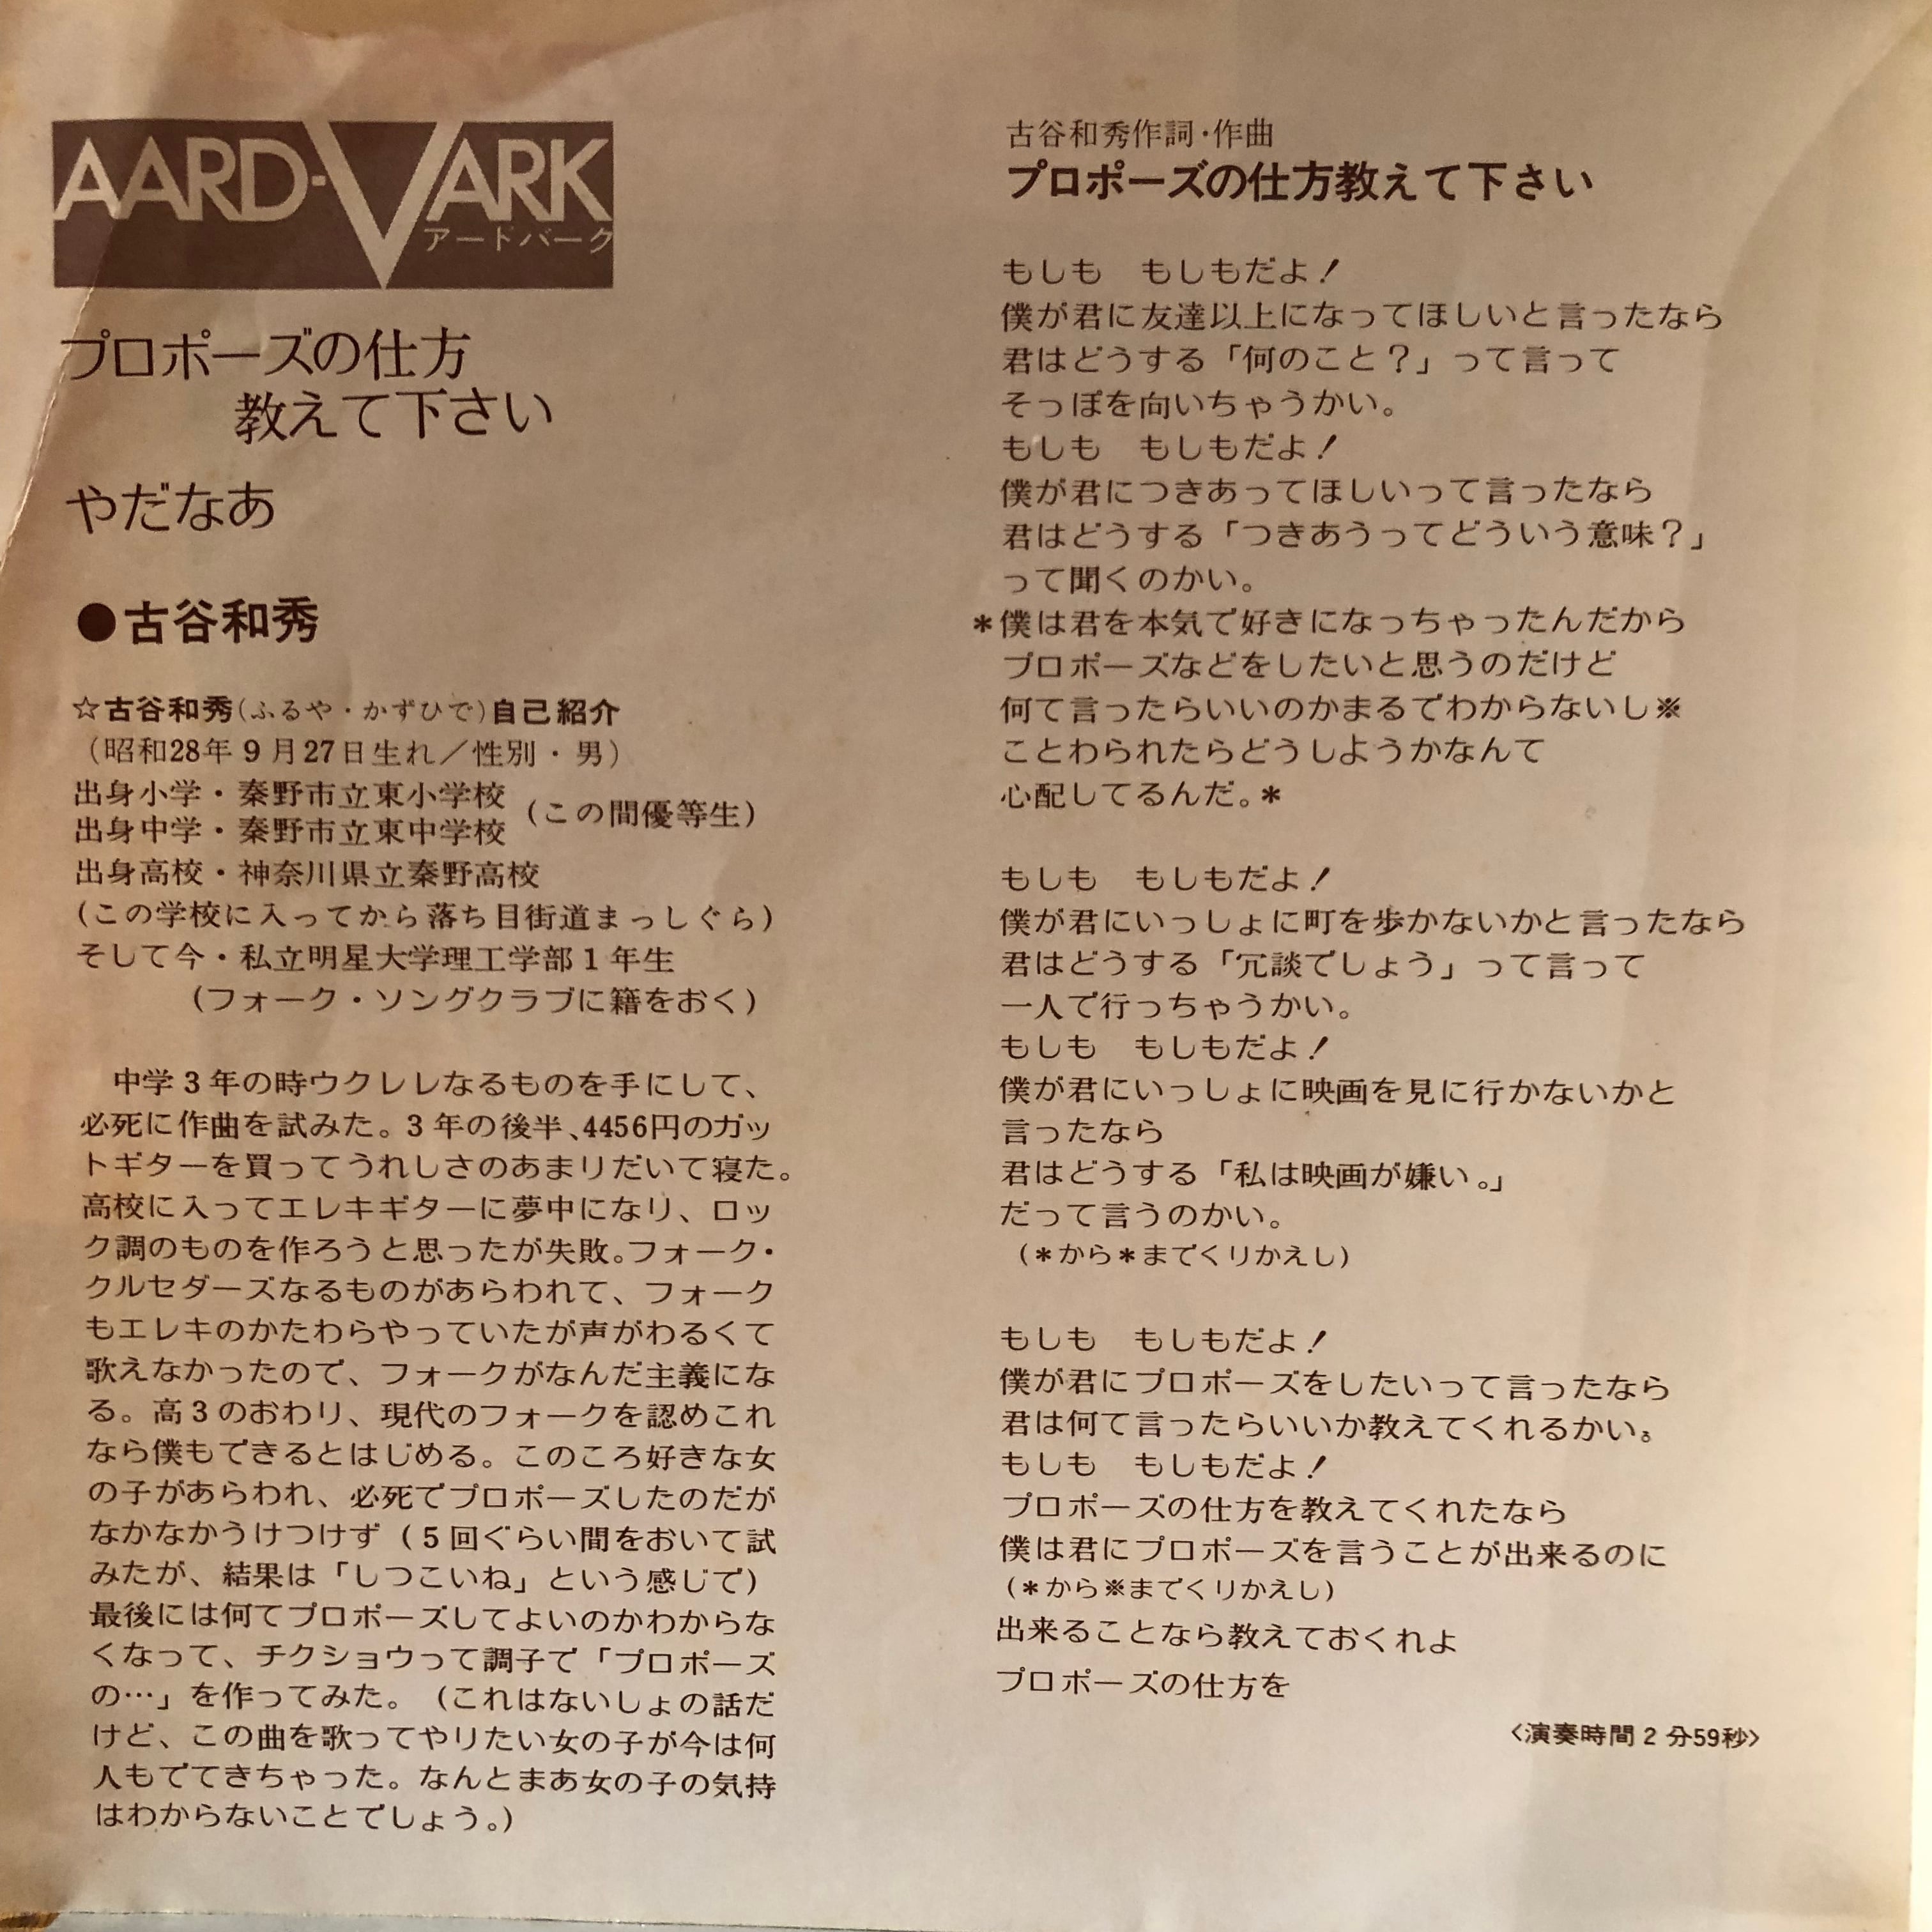 AARD-VARK
アードバーク
プロポーズの仕方
教えて下さい
やだなあ
●古谷和秀
☆古谷和秀(ふるや・かずひで)自己紹介
(昭和28年9月27日生れ／性別・男)
出身小学・秦野市立東小学校
出身中学・秦野市立東中学校
(この間優等生)
出身高校・神奈川県立秦野高校
(この学校に入ってから落ち目街道まっしぐら)
そして今・私立明星大学理工学部1年生
(フォーク・ソングクラブに籍をおく)
中学3年の時ウクレレなるものを手にして、
必死に作曲を試みた。3年の後半、4456円のガッ
トギターを買ってうれしさのあまりだいて寝た。
高校に入ってエレキギターに夢中になり、ロッ
ク調のものを作ろうと思ったが失敗。フォーク・
クルセダーズなるものがあらわれて、フォーク
もエレキのかたわらやっていたが声がわるくて
歌えなかったので、フォークがなんだ主義にな
る。高3のおわり、現代のフォークを認めこれ
なら僕もできるとはじめる。このころ好きな女
の子があらわれ、必死でプロポーズしたのだが
なかなかうけつけず(5回ぐらい間をおいて試
みたが、結果は「しつこいね」という感じで)
最後には何てプロポーズしてよいのかわからな
くなって、チクショウって調子で「プロポーズ
の…」を作ってみた。(これはないしょの話だ
けど、この曲を歌ってやりたい女の子が今は何
人もでてきちゃった。なんとまあ女の子の気持
はわからないことでしょう。)
古谷和秀作詞・作曲
プロポーズの仕方教えて下さい
もしも　もしもだよ！
僕が君に友達以上になってほしいと言ったなら
君はどうする「何のこと？」って言って
そっぽを向いちゃうかい。
もしも　もしもだよ！
僕が君につきあってほしいって言ったなら
君はどうする「つきあうってどういう意味？」
って聞くのかい。
*僕は君を本気で好きになっちゃったんだから
プロポーズなどをしたいと思うのだけど
何て言ったらいいのかまるでわからないし※
ことわられたらどうしようかなんて
心配してるんだ。*
もしも　もしもだよ！
僕が君にいっしょに町を歩かないかと言ったなら
君はどうする「冗談でしょう」って言って
一人で行っちゃうかい。
もしも　もしもだよ！
僕が君にいっしょに映画を見に行かないかと
言ったなら
君はどうする「私は映画が嫌い。」
だって言うのかい。
(*から*までくりかえし)
もしも　もしもだよ！
僕が君にプロポーズをしたいって言ったなら
君は何て言ったらいいか教えてくれるかい。
もしも　もしもだよ！
プロポーズの仕方を教えてくれたなら
僕は君にプロポーズを言うことが出来るのに
(*から※までくりかえし)
出来ることなら教えておくれよ
プロポーズの仕方を
〈演奏時間2分59秒〉